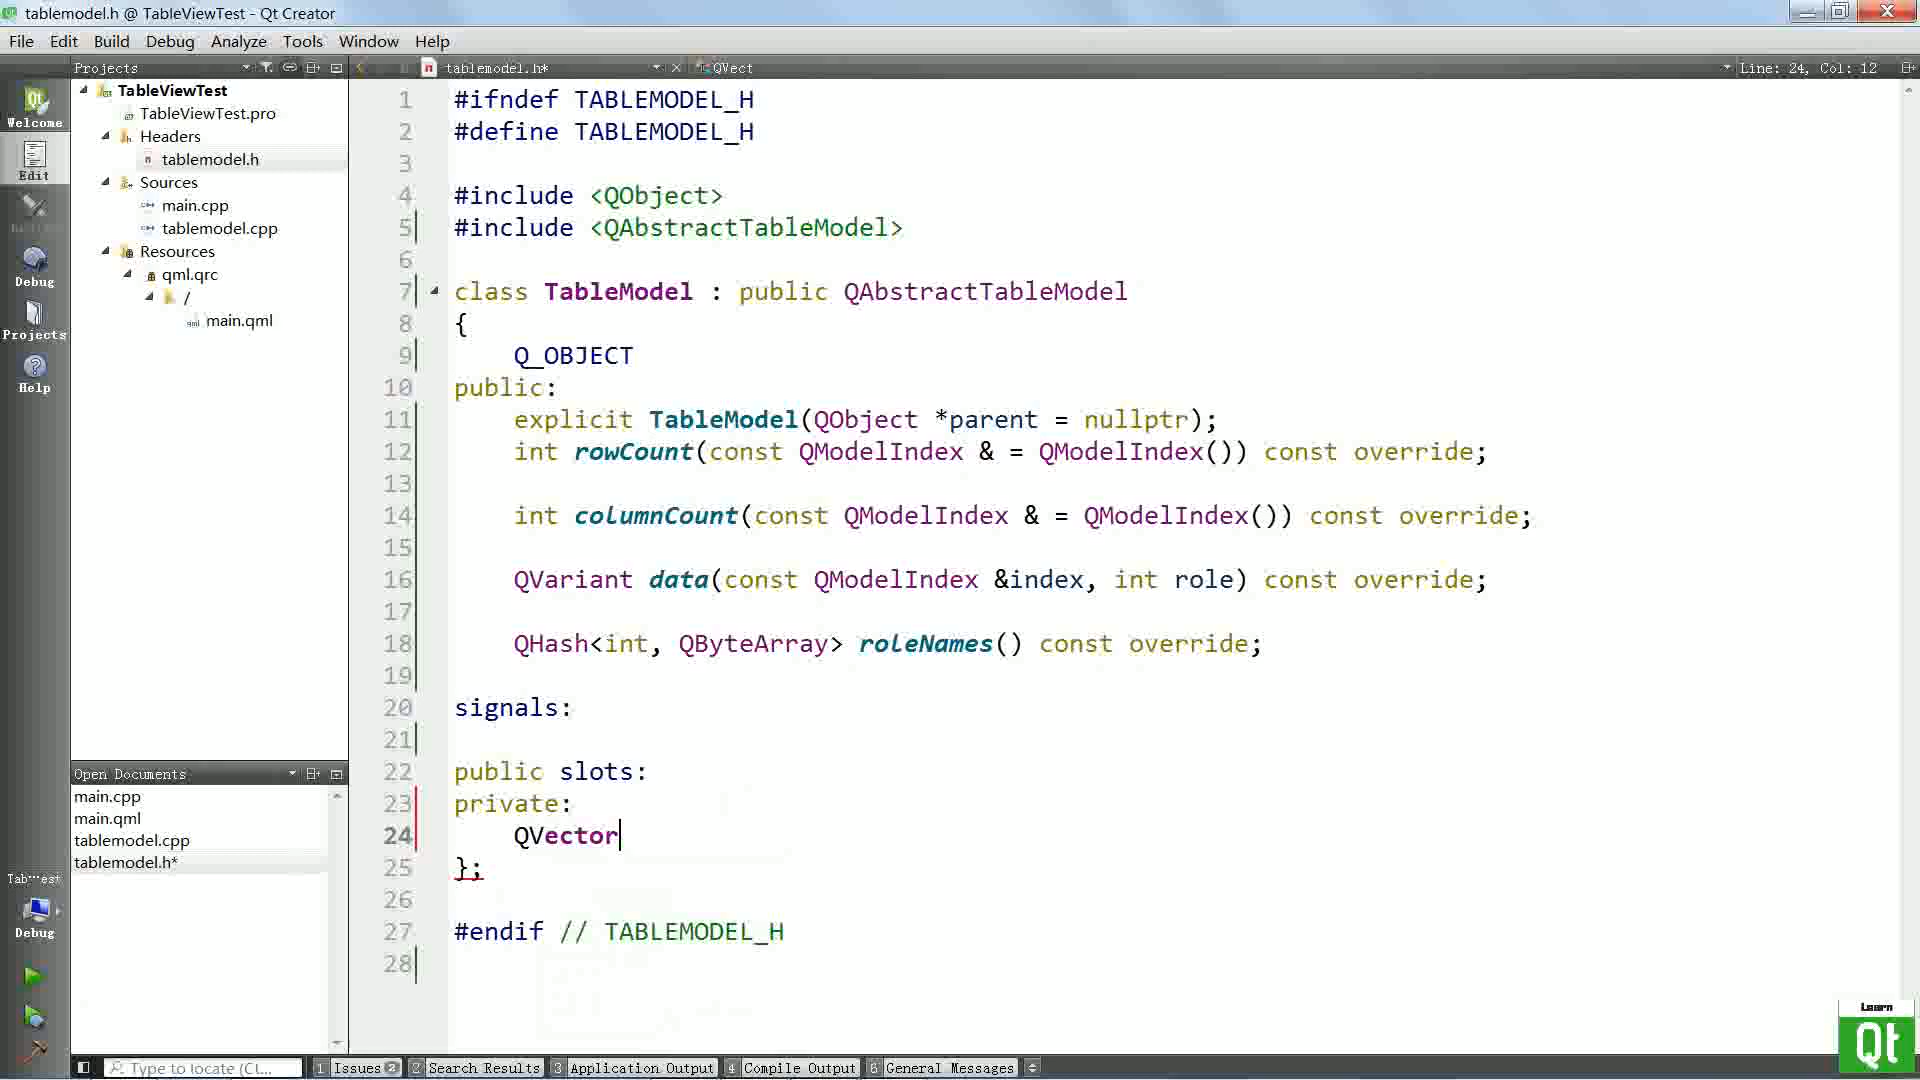 tablemodel.h @ TableViewTest - Qt Creator
File Edit Build Debug Analyze Tools Window Help
Projects
tablemodel.h*
QVect
Line: 24, Col: 12
Welcome
Edit
Debug
Projects
Help
TableViewTest
TableViewTest.pro
Headers
tablemodel.h
Sources
main.cpp
tablemodel.cpp
Resources
qml.qrc
/
main.qml
1 #ifndef TABLEMODEL_H
2 #define TABLEMODEL_H
3
4 #include <QObject>
5 #include <QAbstractTableModel>
6
7 class TableModel : public QAbstractTableModel
8 {
9 Q_OBJECT
10 public:
11 explicit TableModel(QObject *parent = nullptr);
12 int rowCount(const QModelIndex & = QModelIndex()) const override;
13
14 int columnCount(const QModelIndex & = QModelIndex()) const override;
15
16 QVariant data(const QModelIndex &index, int role) const override;
17
18 QHash<int, QByteArray> roleNames() const override;
19
20 signals:
21
22 public slots:
23 private:
24 QVector
25 };
26
27 #endif // TABLEMODEL_H
28
Open Documents
main.cpp
main.qml
tablemodel.cpp
tablemodel.h*
Tab···est
Debug
Type to locate (C(...
1 Issues 2
2 Search Results
3 Application Output
4 Compile Output
6 General Messages
Learn
Qt